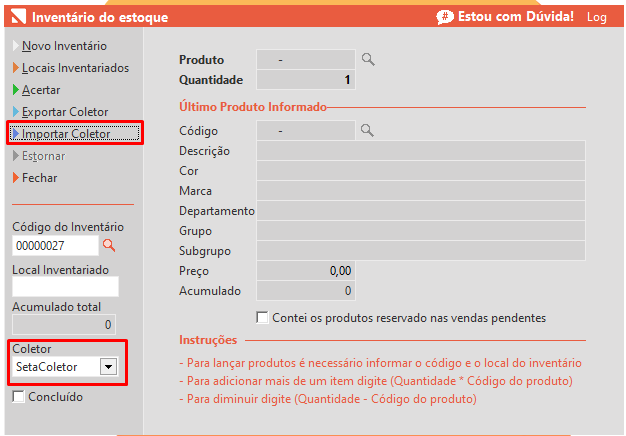 Inventário do estoque
# Estou com Dúvida! Log
Novo Inventário
Locais Inventariados
Acertar
Exportar Coletor
Importar Coletor
Estornar
Fechar
Código do Inventário
00000027
Local Inventariado
Acumulado total
0
Coletor
SetaColetor
Concluído
Produto -
Quantidade 1
Último Produto Informado
Código -
Descrição
Cor
Marca
Departamento
Grupo
Subgrupo
Preço 0,00
Acumulado 0
Contei os produtos reservado nas vendas pendentes
Instruções
- Para lançar produtos é necessário informar o código e o local do inventário
- Para adicionar mais de um item digite (Quantidade * Código do produto)
- Para diminuir digite (Quantidade - Código do produto)